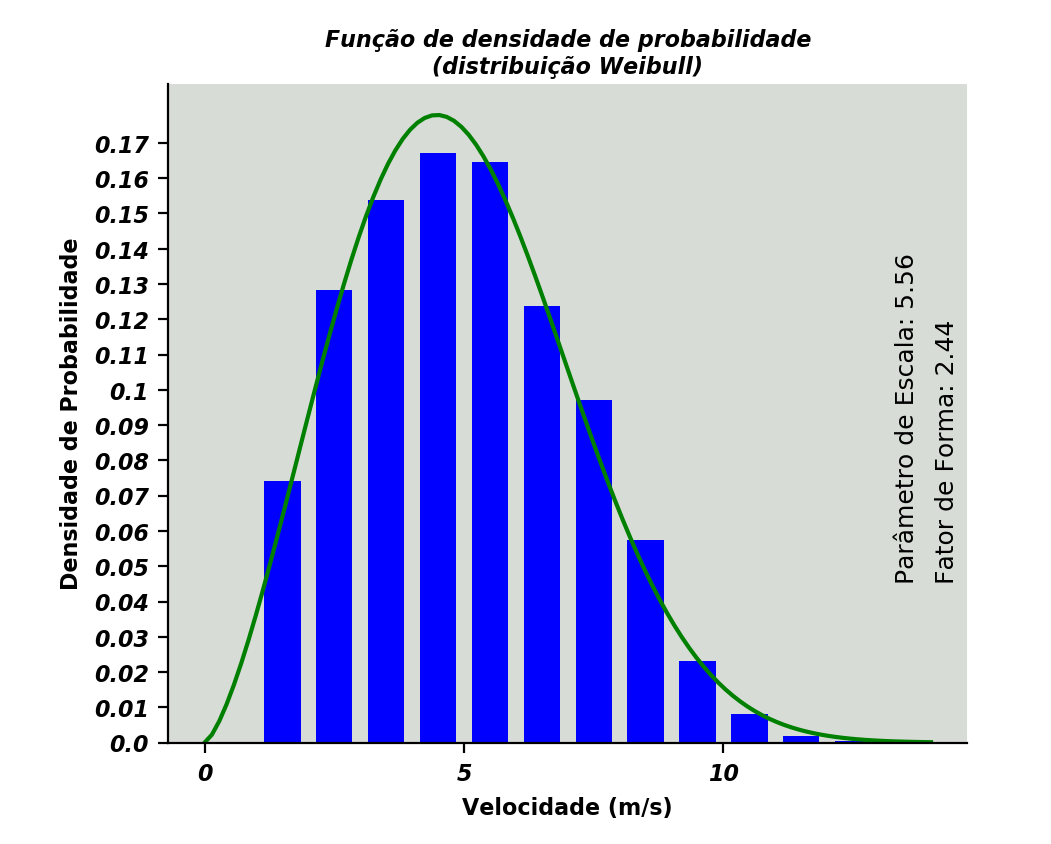 Função de densidade de probabilidade
(distribuição Weibull)
Densidade de Probabilidade
0.17
0.16
0.15
0.14
0.13
0.12
0.11
0.1
0.09
0.08
0.07
0.06
0.05
0.04
0.03
0.02
0.01
0.0
0 5 10
Velocidade (m/s)
Parâmetro de Escala: 5.56
Fator de Forma: 2.44